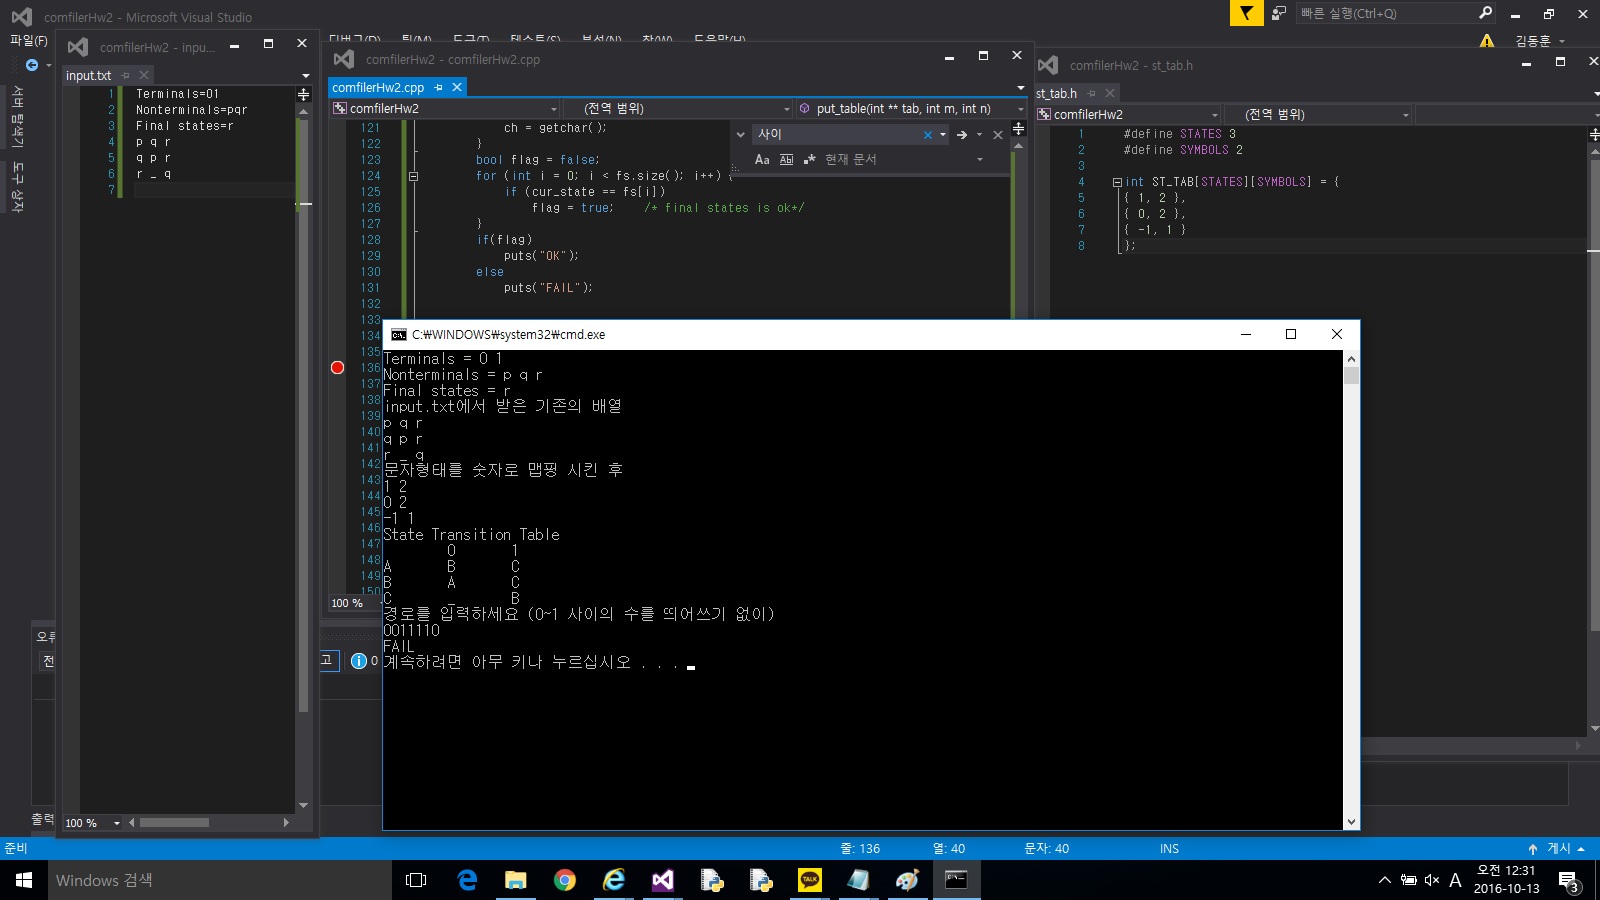 comfilerHw2 - Microsoft Visual Studio
빠른 실행(Ctrl+Q)
파일(F)
디버그(D) 팀(M) 도구(T) 테스트(S) 분석(N) 창(W) 도움말(H)
김동훈
서버 탐색기
도구 상자
comfilerHw2 - inpu...
input.txt
1 Terminals=01
2 Nonterminals=pqr
3 Final states=r
4 p q r
5 q p r
6 r _ q
7
100 %
comfilerHw2 - comfilerHw2.cpp
comfilerHw2.cpp
comfilerHw2
(전역 범위)
put_table(int ** tab, int m, int n)
사이
Aa Ab 현재 문서
121 ch = getchar();
122 }
123 bool flag = false;
124 for (int i = 0; i < fs.size(); i++) {
125 if (cur_state == fs[i])
126 flag = true; /* final states is ok*/
127 }
128 if(flag)
129 puts("OK");
130 else
131 puts("FAIL");
132
133
134
135
136
137
138
139
140
141
142
143
144
145
146
147
148
149
150
100 %
comfilerHw2 - st_tab.h
st_tab.h
comfilerHw2
(전역 범위)
1 #define STATES 3
2 #define SYMBOLS 2
3
4 int ST_TAB[STATES][SYMBOLS] = {
5 { 1, 2 },
6 { 0, 2 },
7 { -1, 1 }
8 };
C:₩WINDOWS₩system32₩cmd.exe
Terminals = 0 1
Nonterminals = p q r
Final states = r
input.txt에서 받은 기존의 배열
p q r
q p r
r _ q
문자형태를 숫자로 맵핑 시킨 후
1 2
0 2
-1 1
State Transition Table
0 1
A B C
B A C
C _ B
경로를 입력하세요 (0~1 사이의 수를 띄어쓰기 없이)
0011110
FAIL
계속하려면 아무 키나 누르십시오 . . .
오류
전
고
0
출력
준비
줄: 136
열: 40
문자: 40
INS
게시
Windows 검색
TALK
A
오전 12:31
2016-10-13
3